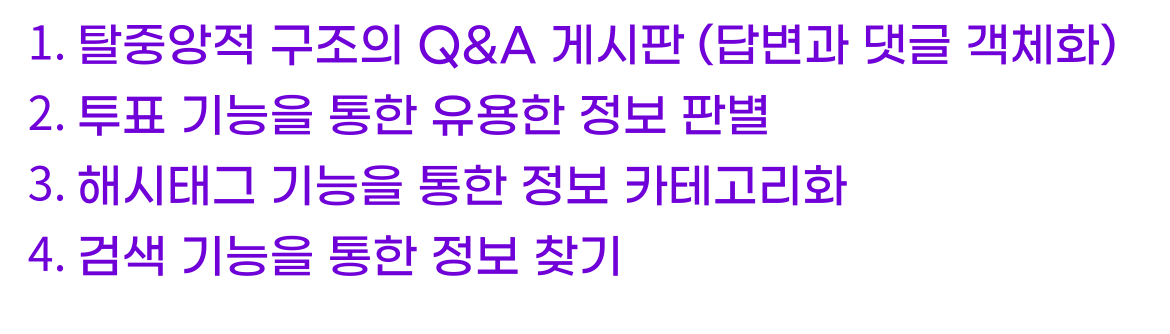 1. 탈중앙적 구조의 Q&A 게시판 (답변과 댓글 객체화)
2. 투표 기능을 통한 유용한 정보 판별
3. 해시태그 기능을 통한 정보 카테고리화
4. 검색 기능을 통한 정보 찾기